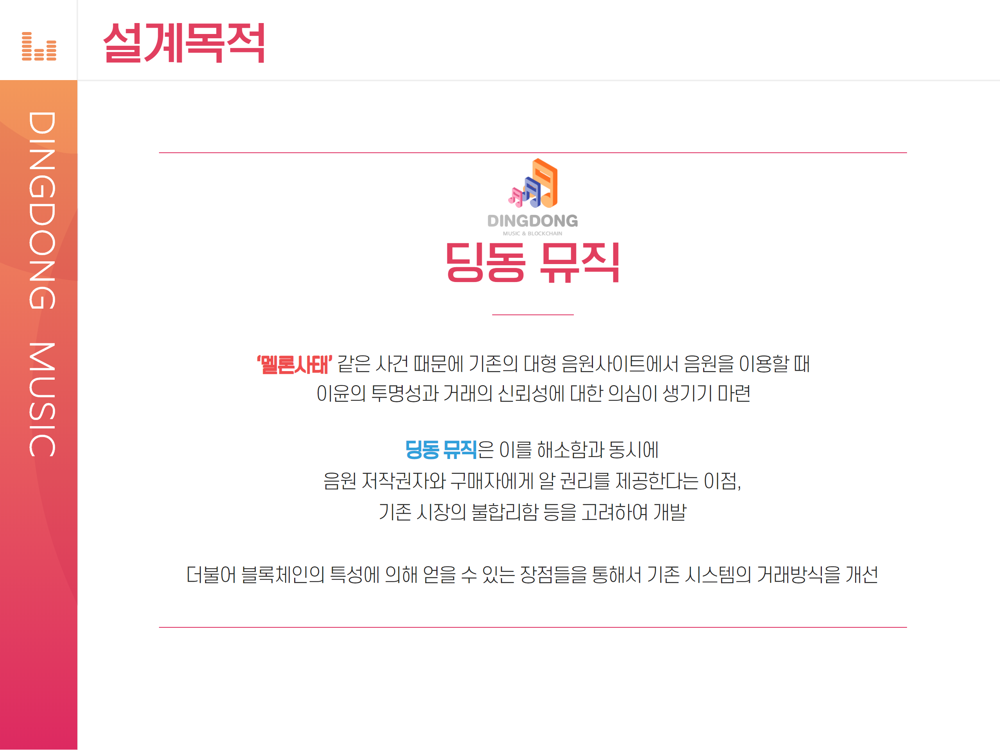 설계목적
DINGDONG MUSIC
DINGDONG
MUSIC & BLOCKCHAIN
딩동 뮤직
‘멜론사태’ 같은 사건 때문에 기존의 대형 음원사이트에서 음원을 이용할 때
이윤의 투명성과 거래의 신뢰성에 대한 의심이 생기기 마련
딩동 뮤직은 이를 해소함과 동시에
음원 저작권자와 구매자에게 알 권리를 제공한다는 이점,
기존 시장의 불합리함 등을 고려하여 개발
더불어 블록체인의 특성에 의해 얻을 수 있는 장점들을 통해서 기존 시스템의 거래방식을 개선